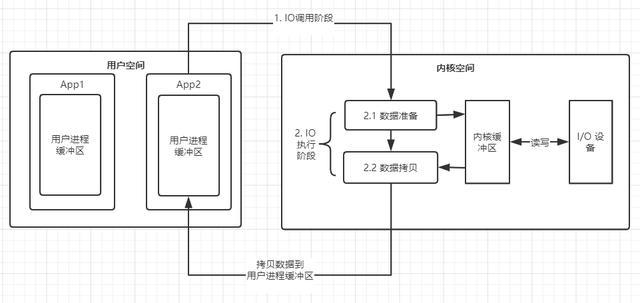 1. IO调用阶段
用户空间
App1
用户进程
缓冲区
App2
用户进程
缓冲区
内核空间
2. IO
执行
阶段
2.1 数据准备
2.2 数据拷贝
内核缓
冲区
读写
I/O 设
备
拷贝数据到
用户进程缓冲区